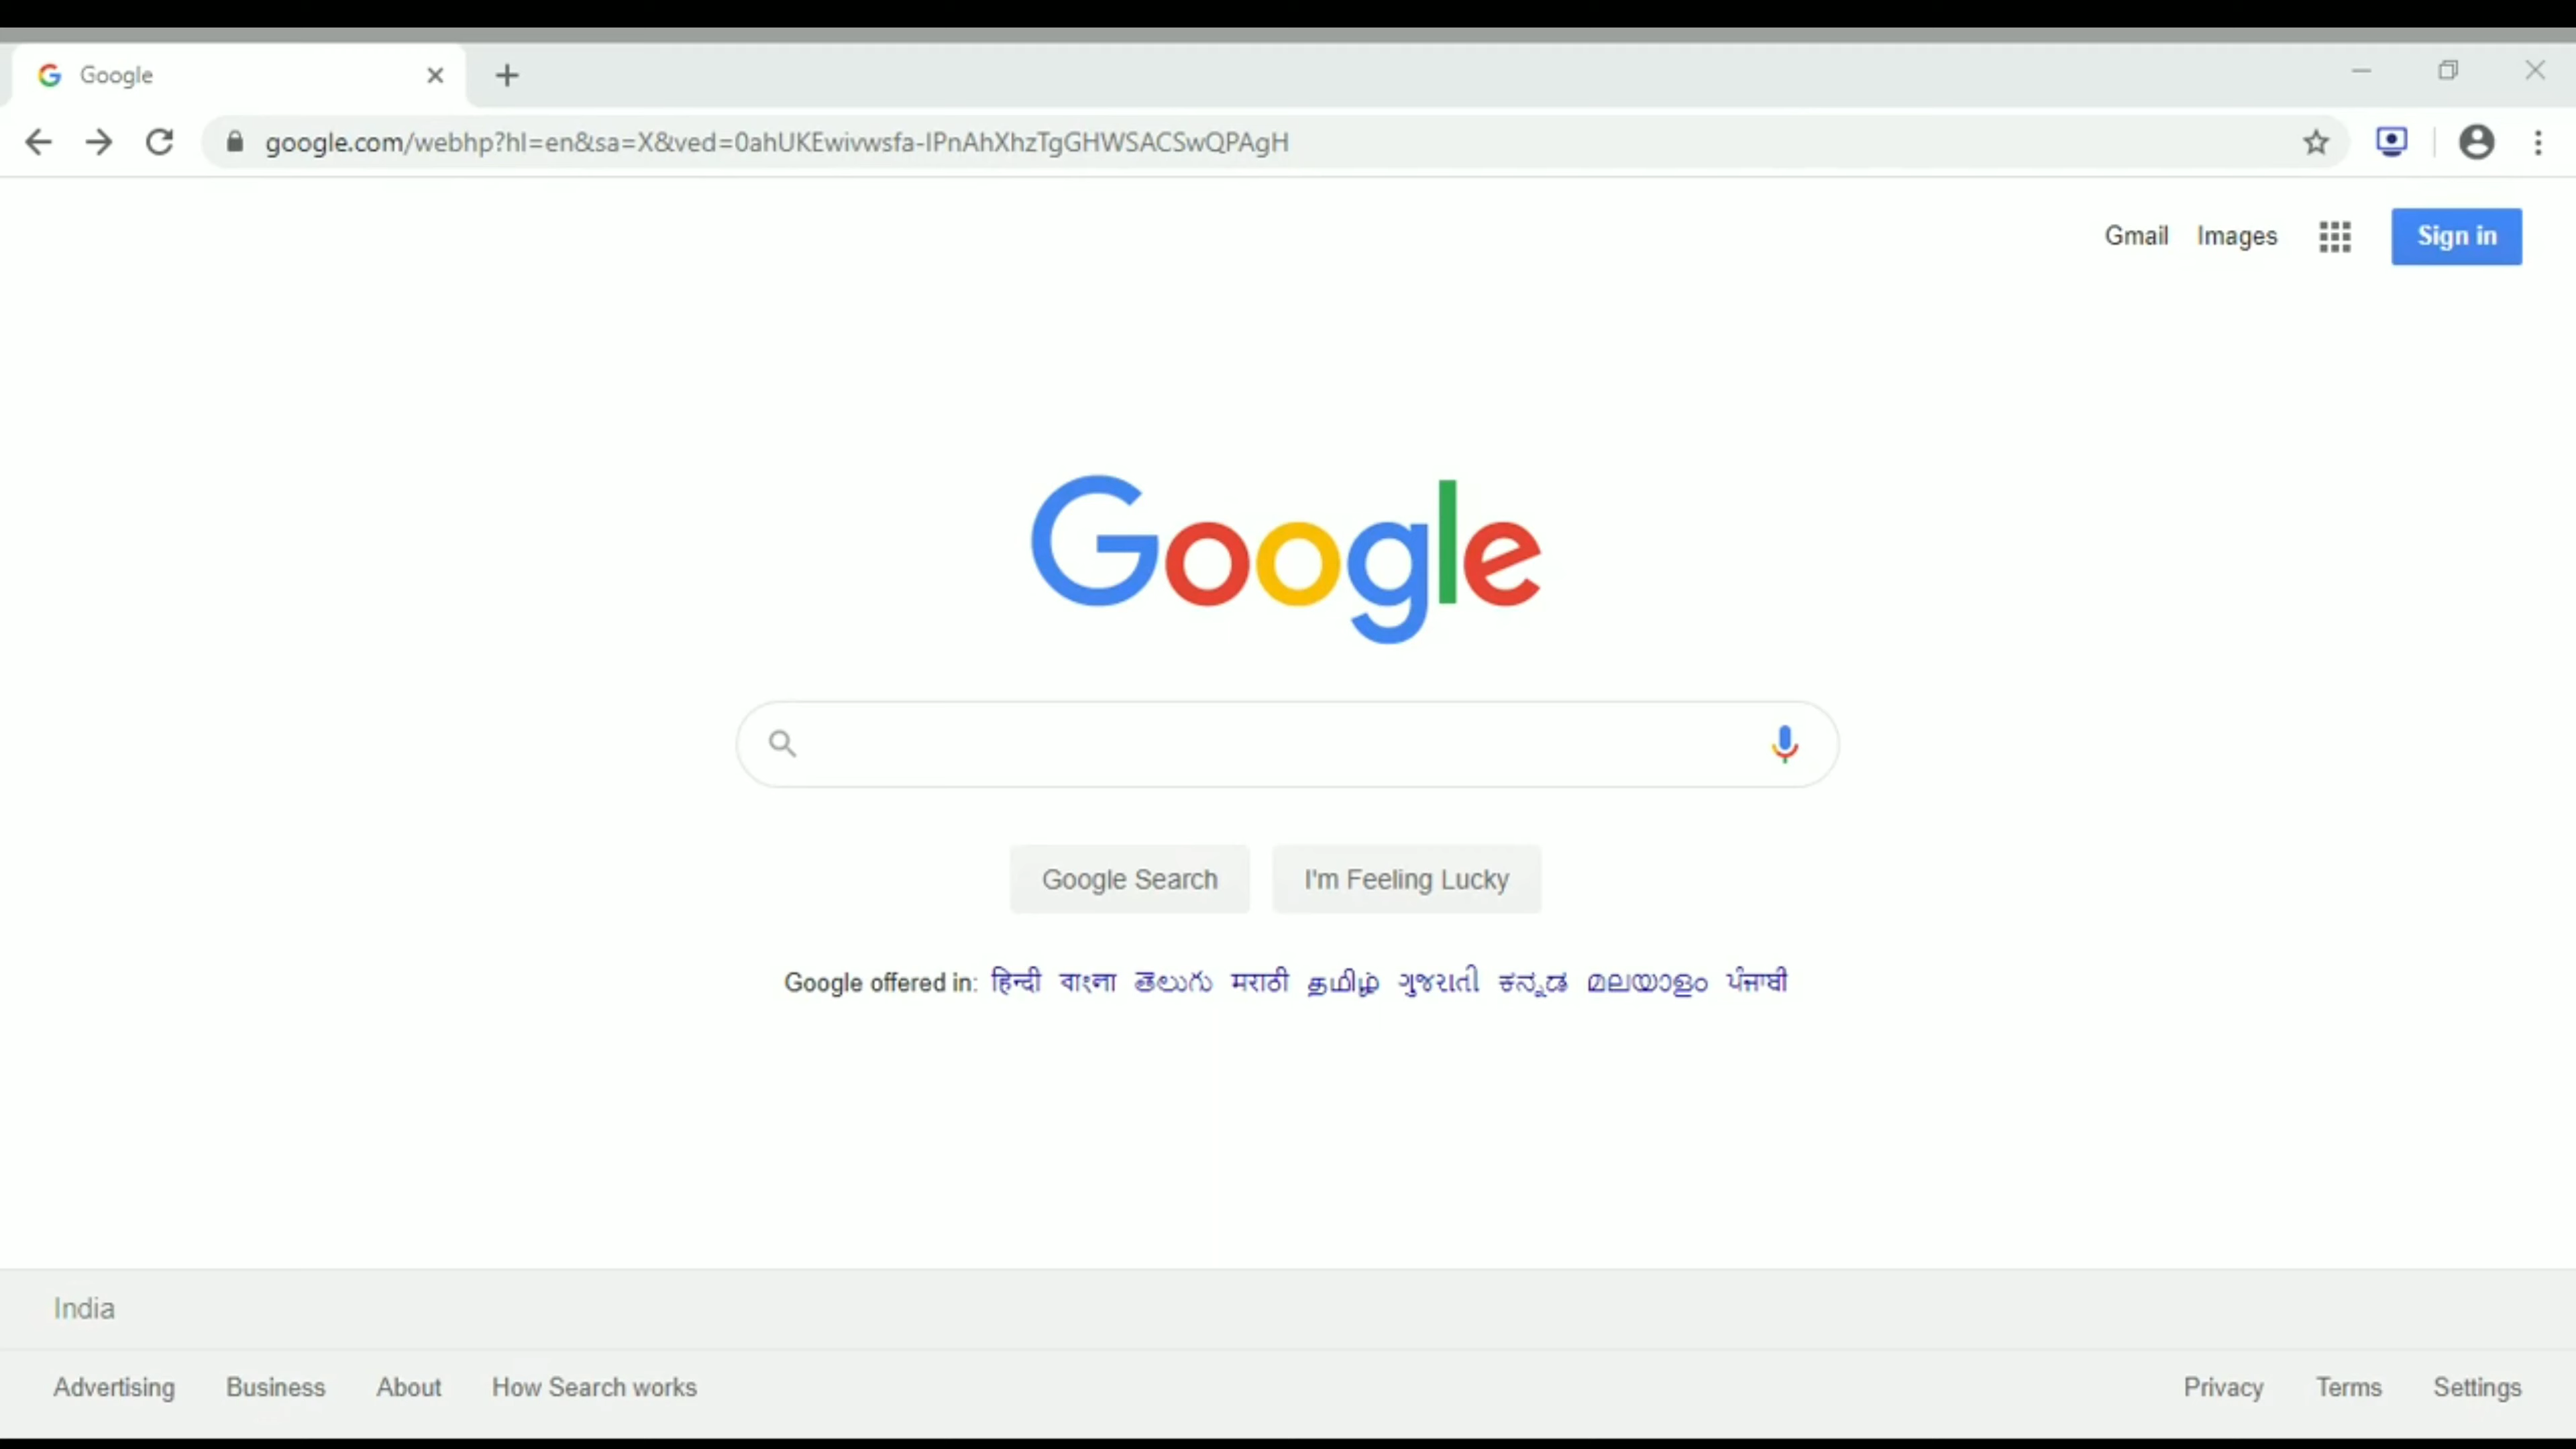 Google
google.com/webhp?hl=en&sa=X&ved=0ahUKEwivwsfa-IPnAhXhzTgGHWSACSwQPAgH
Gmail Images Sign in
Google
Google Search I'm Feeling Lucky
Google offered in: हिन्दी বাংলা తెలుగు मराठी தமிழ் ગુજરાતી ಕನ್ನಡ മലയാളം ਪੰਜਾਬੀ
India
Advertising Business About How Search works Privacy Terms Settings